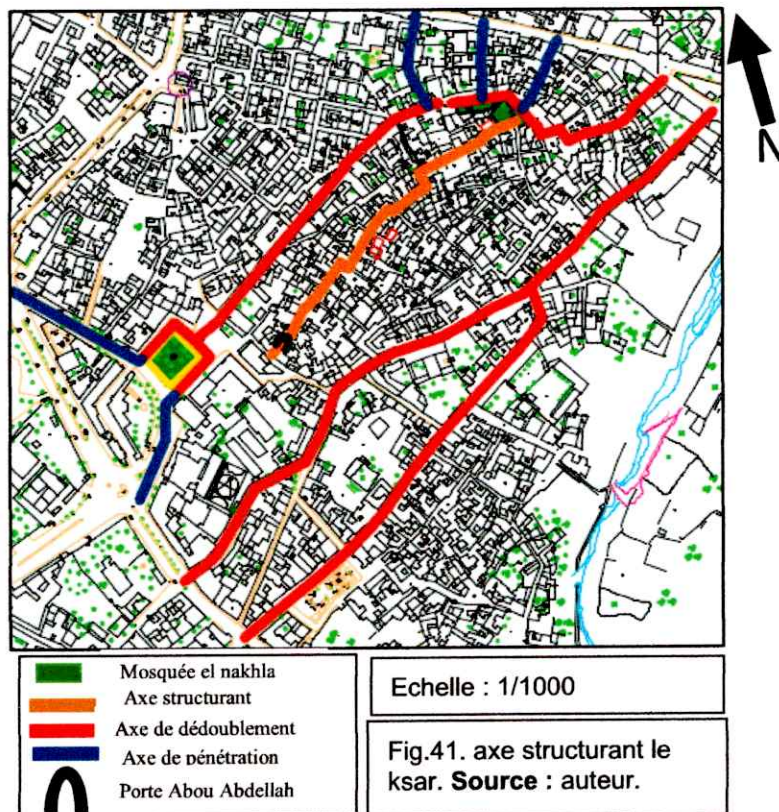 N
Mosquée el nakhla
Axe structurant
Axe de dédoublement
Axe de pénétration
Porte Abou Abdellah
Echelle : 1/1000
Fig.41. axe structurant le
ksar. Source : auteur.